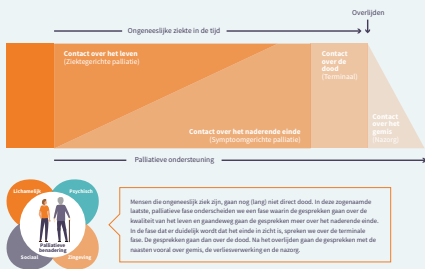 Overlijden
Ongeneeslijke ziekte in de tijd
Contact over het leven
(Ziektegerichte palliatie)
Contact
over de
dood
(Terminaal)
Contact
over het
gemis
(Nazorg)
Contact over het naderende einde
(Symptoomgerichte palliatie)
Palliatieve ondersteuning
Lichamelijk
Psychisch
Palliatieve
benadering
Sociaal
Zingeving
Mensen die ongeneeslijk ziek zijn, gaan nog (lang) niet direct dood. In deze zogenaamde
laatste, palliatieve fase onderscheiden we een fase waarin de gesprekken gaan over de
kwaliteit van het leven en gaandeweg gaan de gesprekken meer over het naderende einde.
In de fase dat er duidelijk wordt dat het einde in zicht is, spreken we over de terminale
fase. De gesprekken gaan dan over de dood. Na het overlijden gaan de gesprekken met de
naasten vooral over gemis, de verliesverwerking en de nazorg.